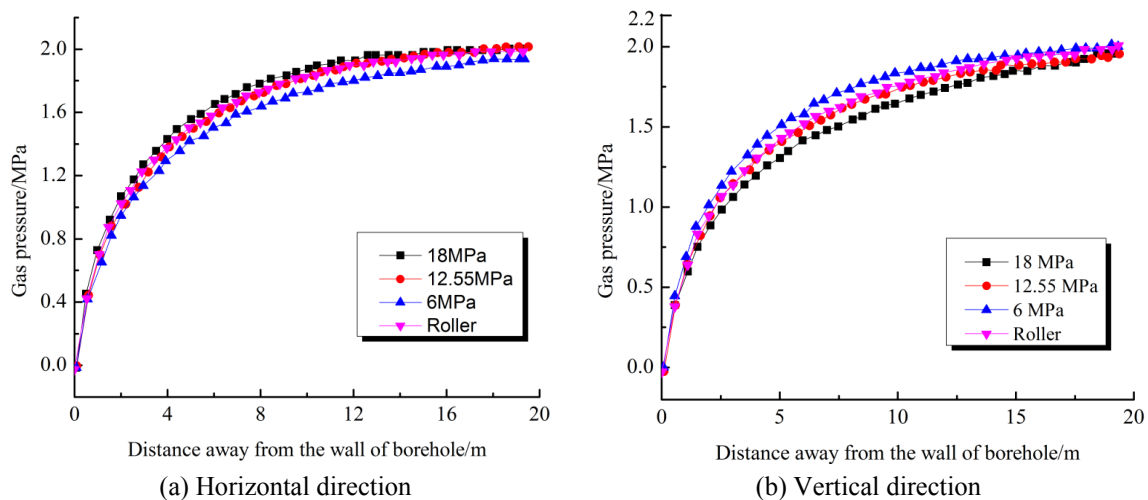 2.0
1.6
1.2
0.8
0.4
0.0
Gas pressure/MPa
18MPa
12.55MPa
6MPa
Roller
0 4 8 12 16 20
Distance away from the wall of borehole/m
(a) Horizontal direction
2.2
2.0
1.5
1.0
0.5
0.0
Gas pressure/MPa
18 MPa
12.55 MPa
6 MPa
Roller
0 5 10 15 20
Distance away from the wall of borehole/m
(b) Vertical direction